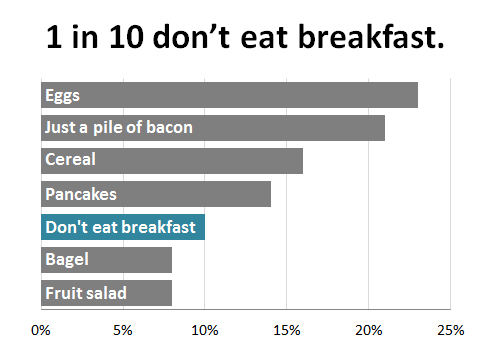 1 in 10 don’t eat breakfast.
Eggs
Just a pile of bacon
Cereal
Pancakes
Don't eat breakfast
Bagel
Fruit salad
0% 5% 10% 15% 20% 25%